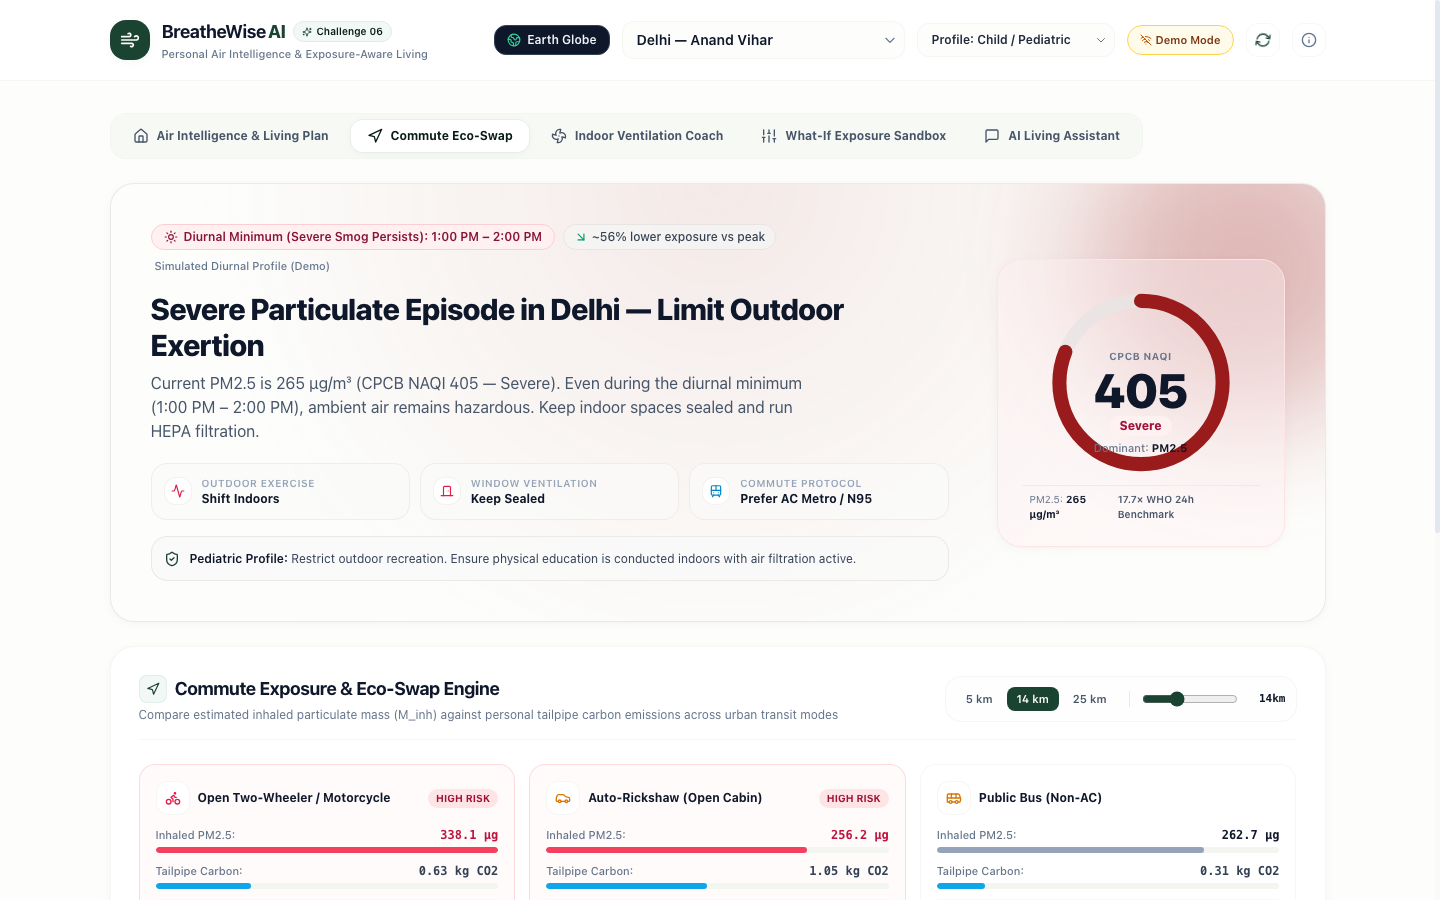 BreatheWise AI
Challenge 06
Personal Air Intelligence & Exposure-Aware Living
Earth Globe
Delhi — Anand Vihar
Profile: Child / Pediatric
Demo Mode
Air Intelligence & Living Plan
Commute Eco-Swap
Indoor Ventilation Coach
What-If Exposure Sandbox
AI Living Assistant
Diurnal Minimum (Severe Smog Persists): 1:00 PM – 2:00 PM
~56% lower exposure vs peak
Simulated Diurnal Profile (Demo)
Severe Particulate Episode in Delhi — Limit Outdoor
Exertion
Current PM2.5 is 265 µg/m³ (CPCB NAQI 405 — Severe). Even during the diurnal minimum
(1:00 PM – 2:00 PM), ambient air remains hazardous. Keep indoor spaces sealed and run
HEPA filtration.
OUTDOOR EXERCISE
Shift Indoors
WINDOW VENTILATION
Keep Sealed
COMMUTE PROTOCOL
Prefer AC Metro / N95
Pediatric Profile: Restrict outdoor recreation. Ensure physical education is conducted indoors with air filtration active.
CPCB NAQI
405
Severe
Dominant: PM2.5
PM2.5: 265
µg/m³
17.7× WHO 24h
Benchmark
Commute Exposure & Eco-Swap Engine
Compare estimated inhaled particulate mass (M_inh) against personal tailpipe carbon emissions across urban transit modes
5 km
14 km
25 km
14km
Open Two-Wheeler / Motorcycle
HIGH RISK
Inhaled PM2.5: 338.1 µg
Tailpipe Carbon: 0.63 kg CO2
Auto-Rickshaw (Open Cabin)
HIGH RISK
Inhaled PM2.5: 256.2 µg
Tailpipe Carbon: 1.05 kg CO2
Public Bus (Non-AC)
Inhaled PM2.5: 262.7 µg
Tailpipe Carbon: 0.31 kg CO2